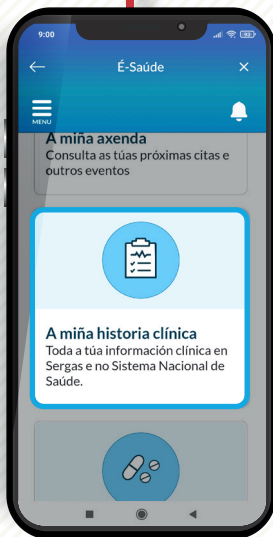 9:00
93
É-Saúde
MENU
A miña axenda
Consulta as túas próximas citas e
outros eventos
A miña historia clínica
Toda a túa información clínica en
Sergas e no Sistema Nacional de
Saúde.